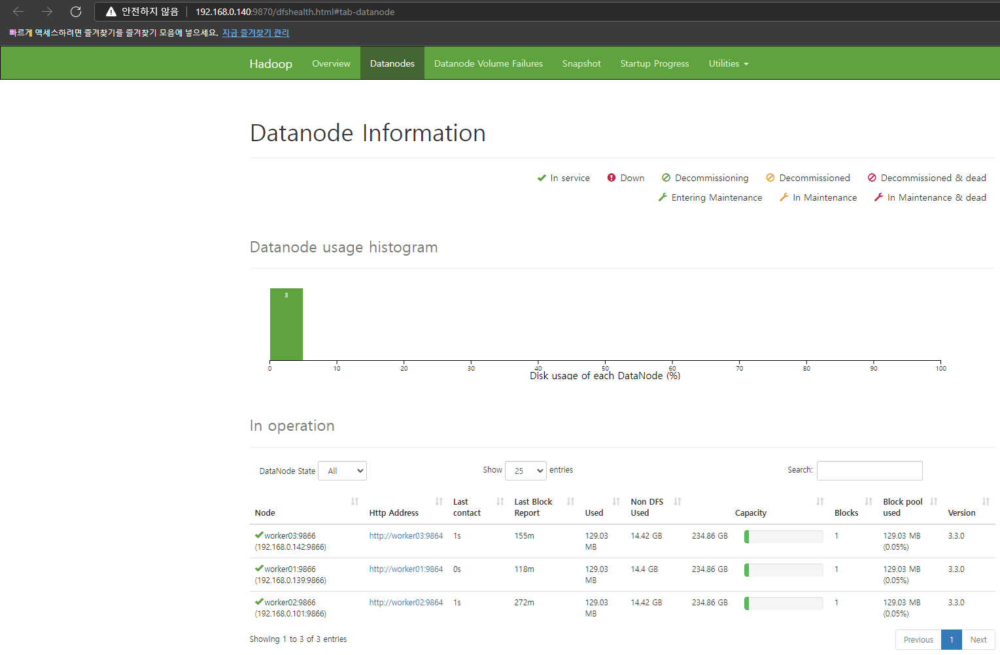 안전하지 않음 192.168.0.140:9870/dfshealth.html#tab-datanode
빠르게 액세스하려면 즐겨찾기를 즐겨찾기 모음에 넣으세요. 지금 즐겨찾기 관리
Hadoop Overview Datanodes Datanode Volume Failures Snapshot Startup Progress Utilities
Datanode Information
In service Down Decommissioning Decommissioned Decommissioned & dead
Entering Maintenance In Maintenance In Maintenance & dead
Datanode usage histogram
3
0 10 20 30 40 50 60 70 80 90 100
Disk usage of each DataNode (%)
In operation
DataNode State All Show 25 entries Search:
Last Last Block Non DFS Block pool
Node Http Address contact Report Used Used Capacity Blocks used Version
worker03:9866 http://worker03:9864 1s 155m 129.03 14.42 GB 234.86 GB 1 129.03 MB 3.3.0
(192.168.0.142:9866) MB (0.05%)
worker01:9866 http://worker01:9864 0s 118m 129.03 14.4 GB 234.86 GB 1 129.03 MB 3.3.0
(192.168.0.139:9866) MB (0.05%)
worker02:9866 http://worker02:9864 1s 272m 129.03 14.42 GB 234.86 GB 1 129.03 MB 3.3.0
(192.168.0.101:9866) MB (0.05%)
Showing 1 to 3 of 3 entries
Previous 1 Next